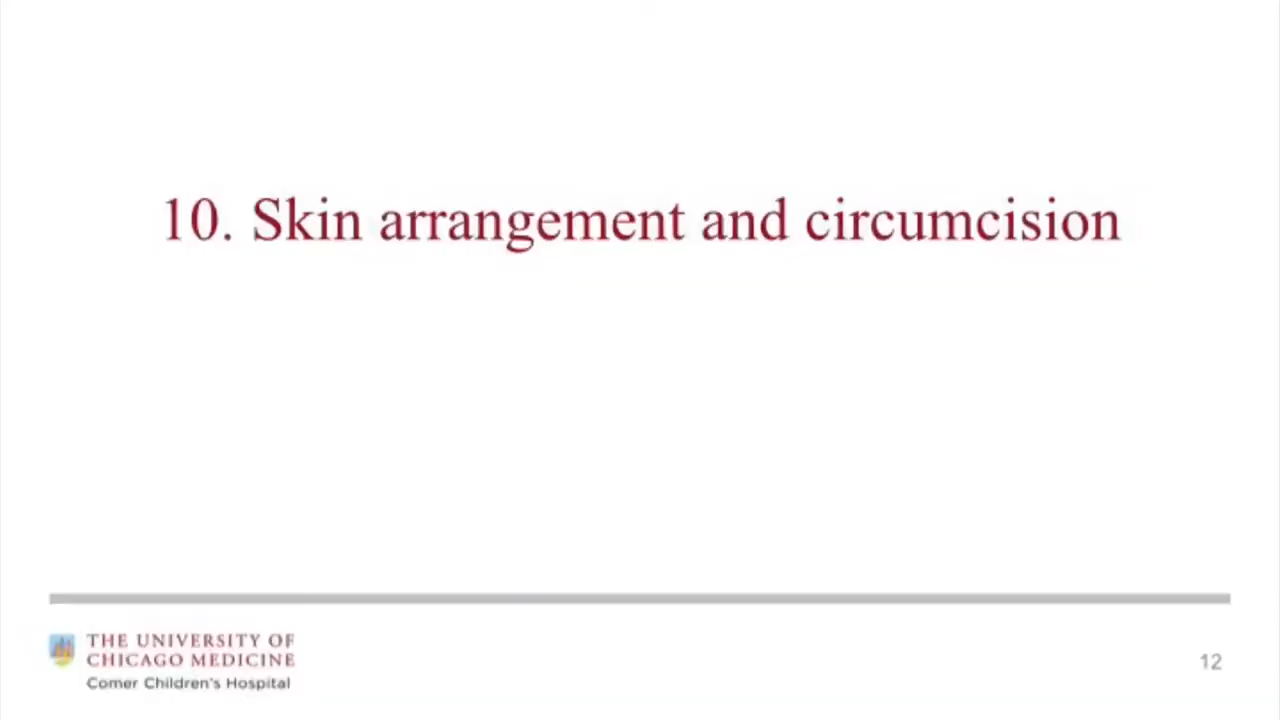 10. Skin arrangement and circumcision
THE UNIVERSITY OF
CHICAGO MEDICINE
Comer Children's Hospital
12